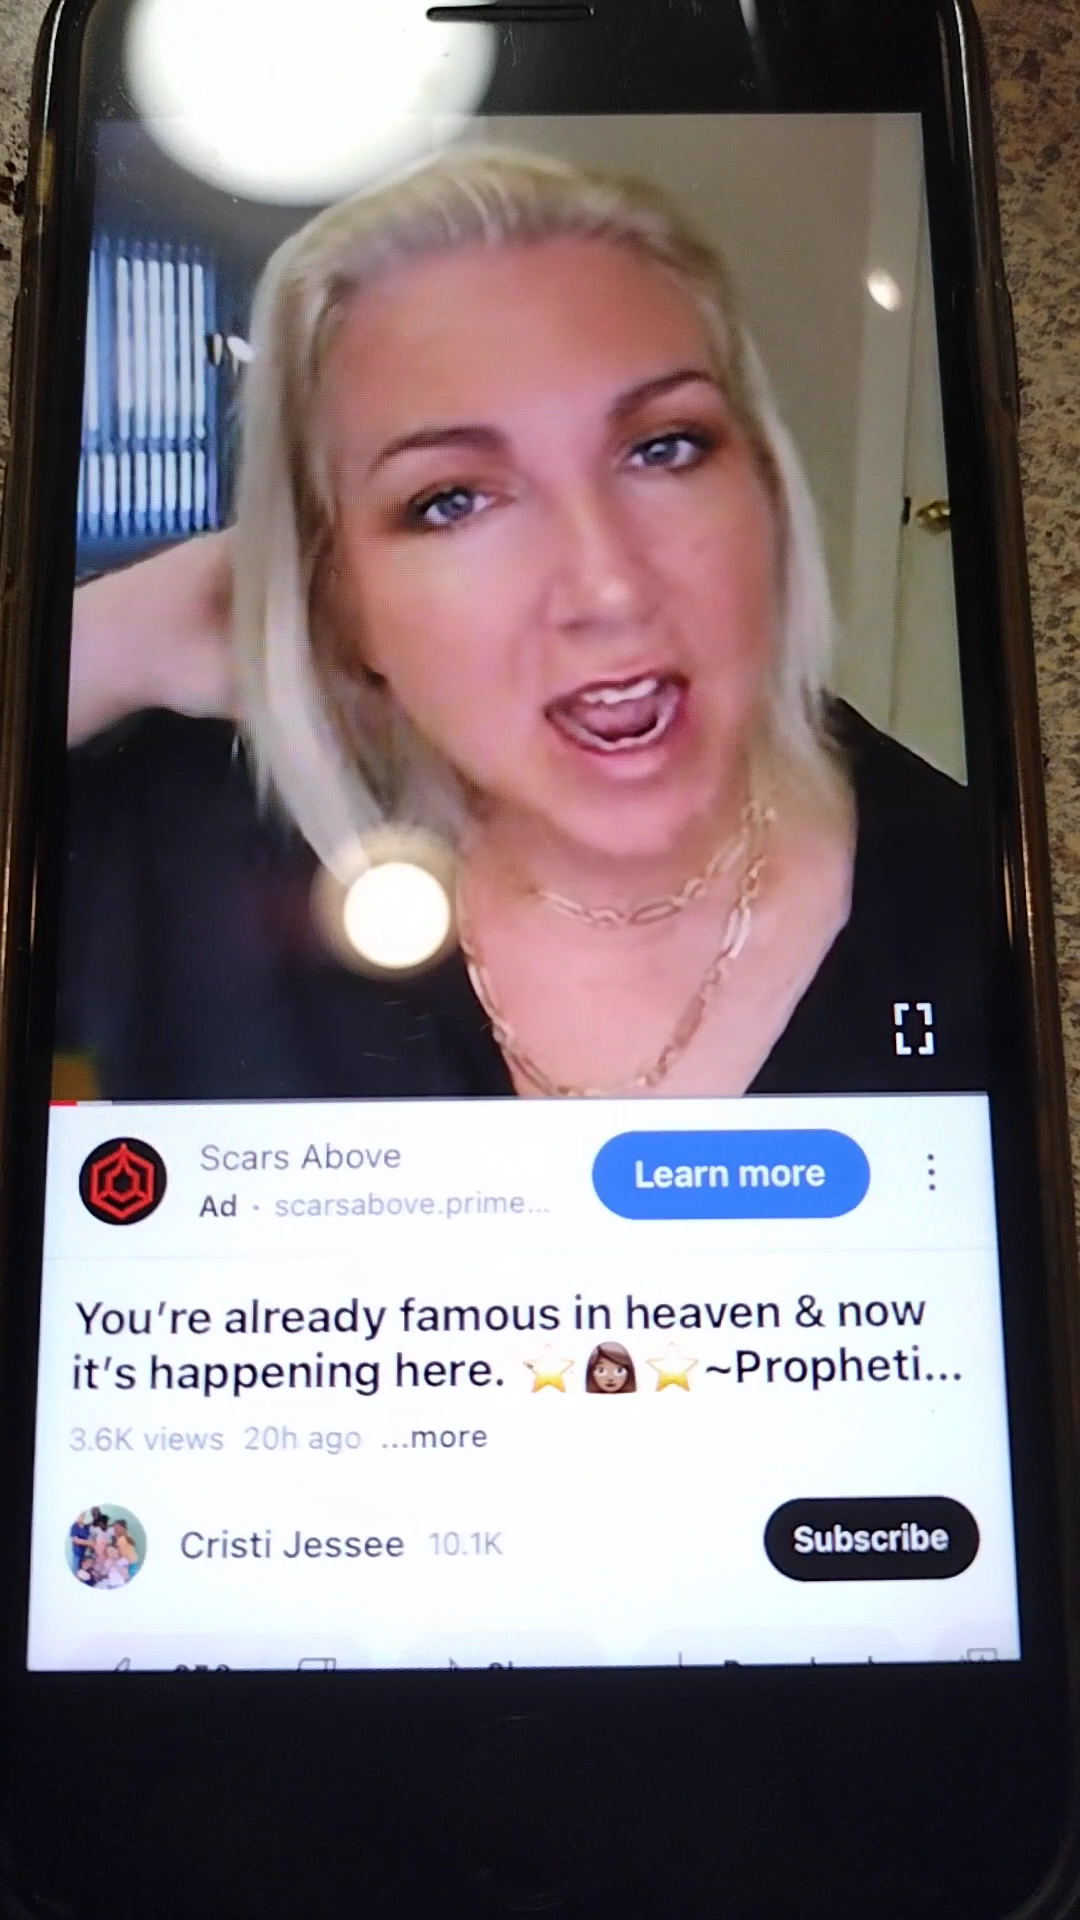 Scars Above
Ad · scarsabove.prime...
Learn more
You're already famous in heaven & now
it's happening here. ⭐👩🏽⭐~Propheti...
3.6K views 20h ago ...more
Cristi Jessee 10.1K
Subscribe